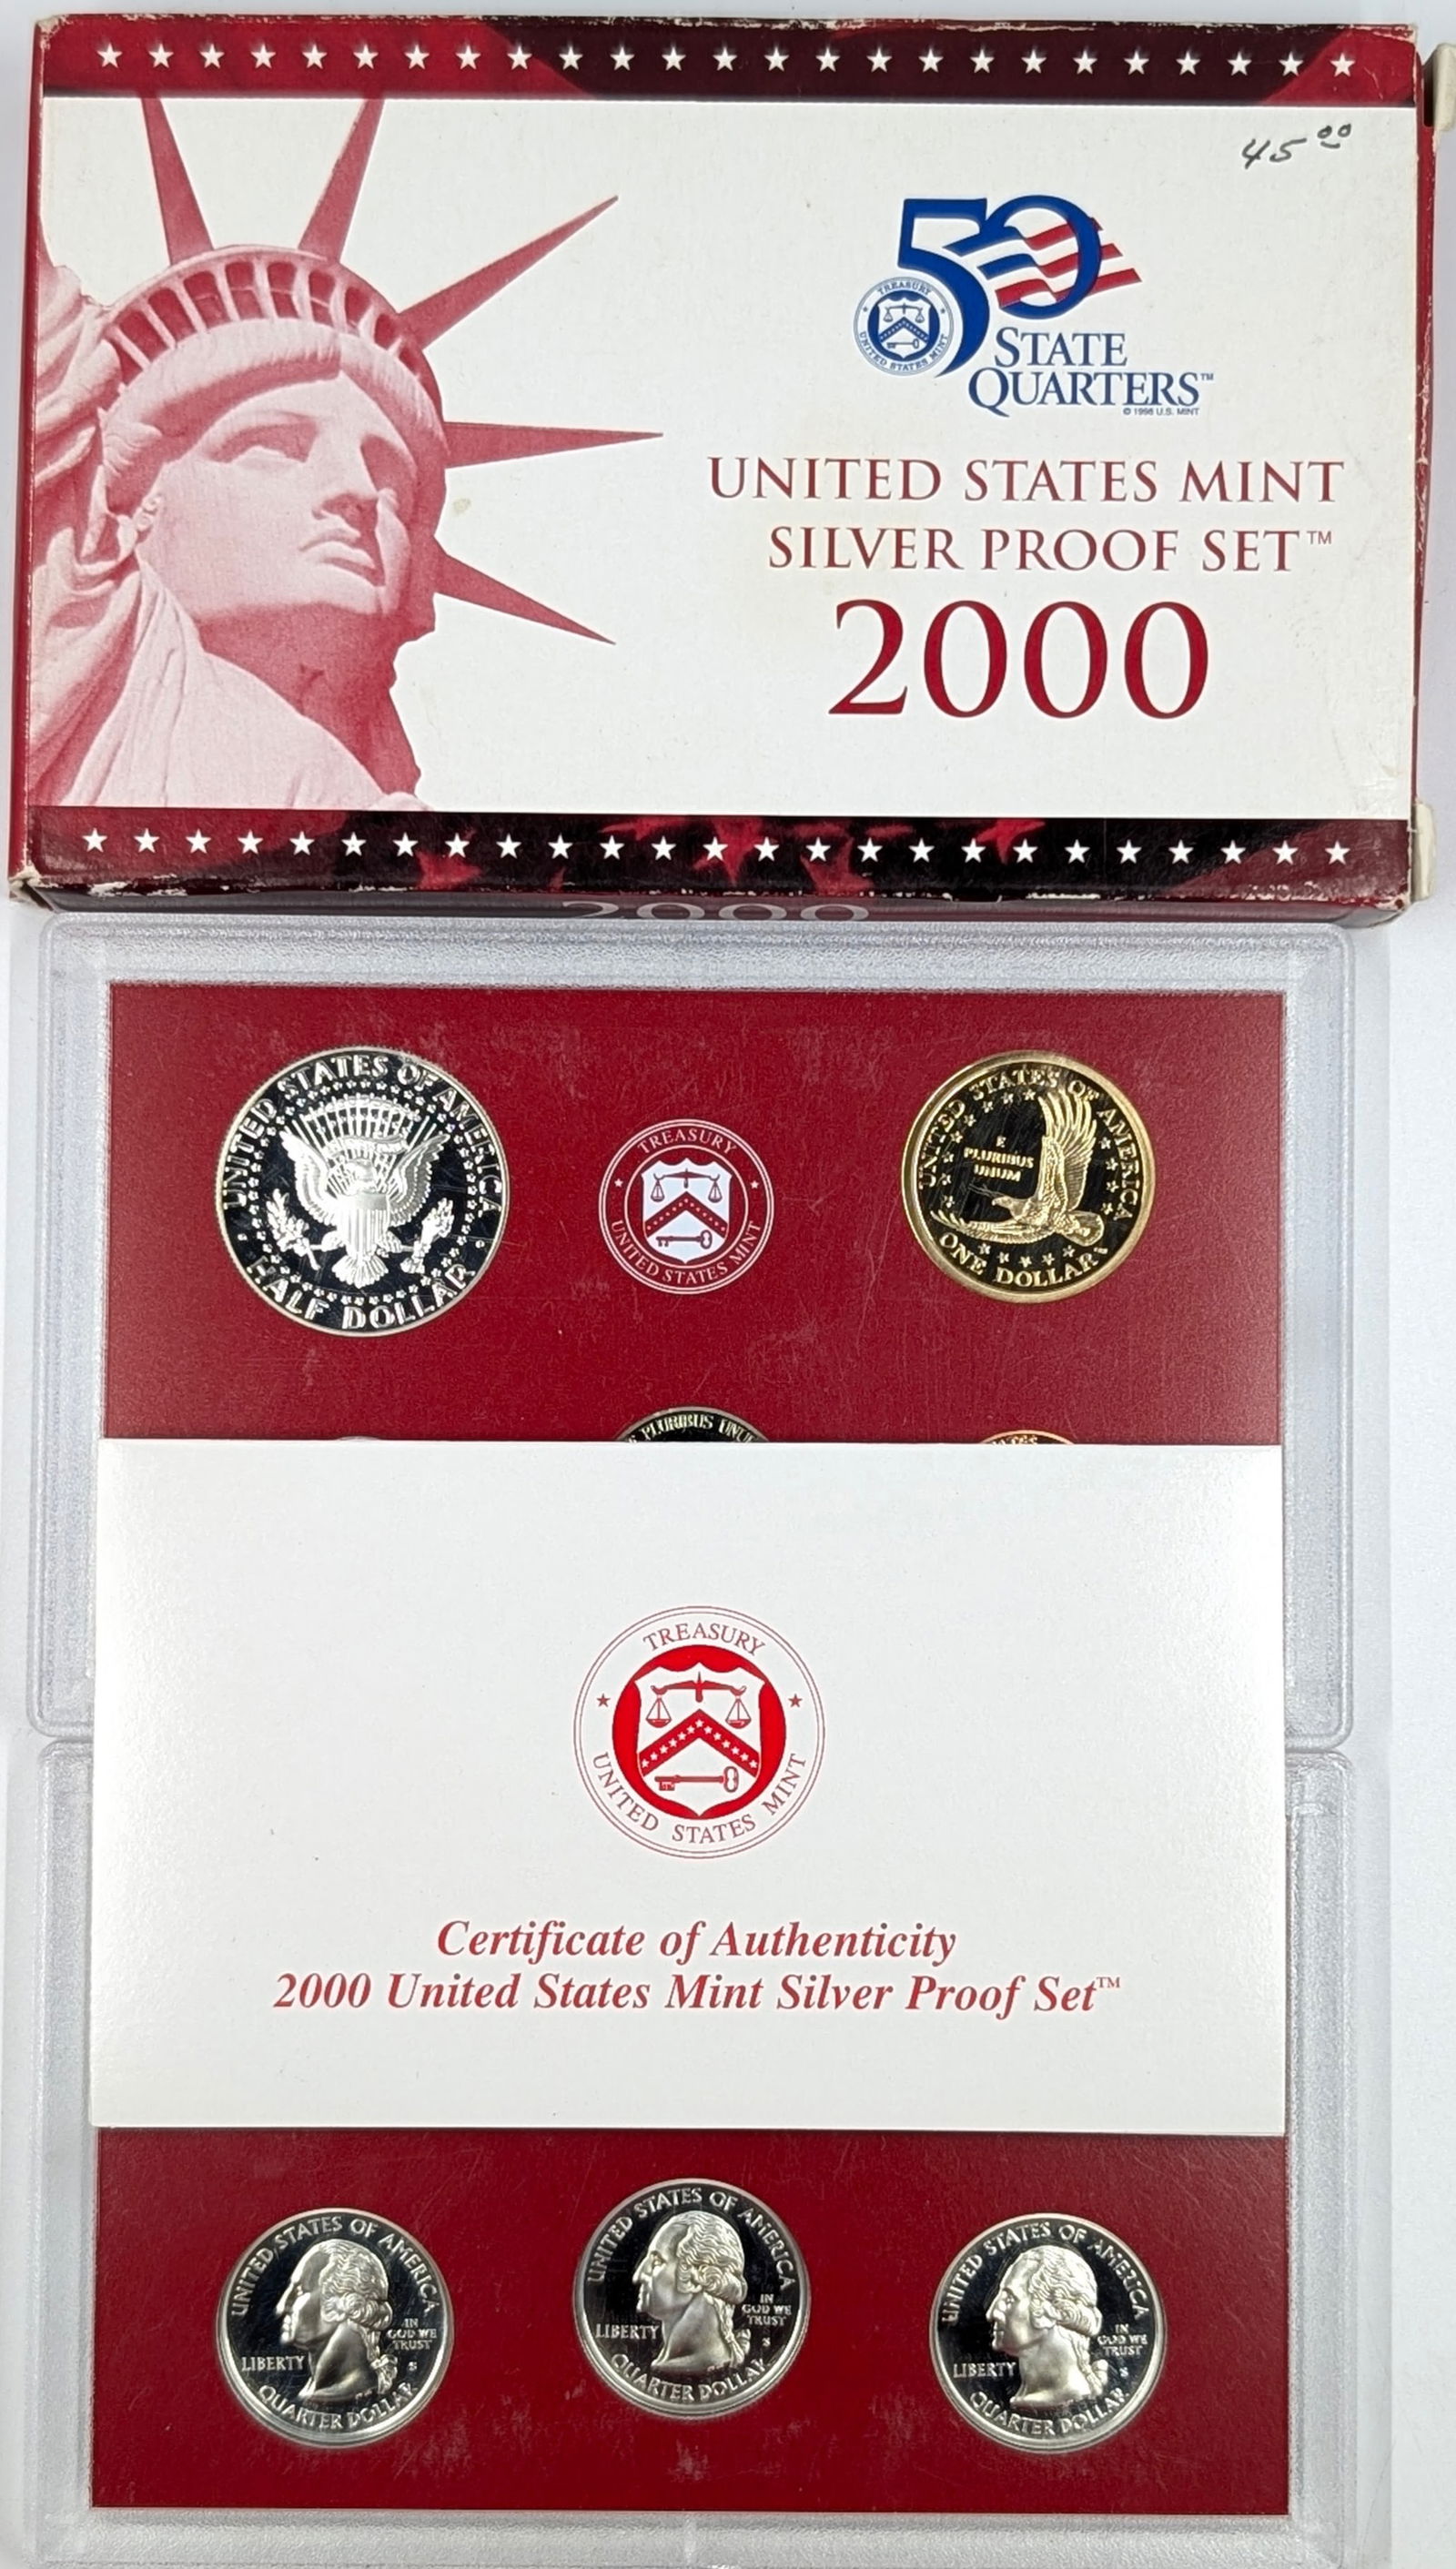 45 00
50
STATE
QUARTERS™
© 1998 U.S. MINT
TREASURY
UNITED STATES MINT
UNITED STATES MINT
SILVER PROOF SET™
2000
2000
UNITED STATES OF AMERICA
HALF DOLLAR
TREASURY
UNITED STATES MINT
UNITED STATES OF AMERICA
E
PLURIBUS
UNUM
ONE DOLLAR
PLURIBUS
TREASURY
UNITED STATES MINT
Certificate of Authenticity
2000 United States Mint Silver Proof Set™
UNITED STATES OF AMERICA
IN
GOD WE
TRUST
LIBERTY
S
QUARTER DOLLAR
UNITED STATES OF AMERICA
IN
GOD WE
TRUST
LIBERTY
S
QUARTER DOLLAR
UNITED STATES OF AMERICA
IN
GOD WE
TRUST
LIBERTY
S
QUARTER DOLLAR